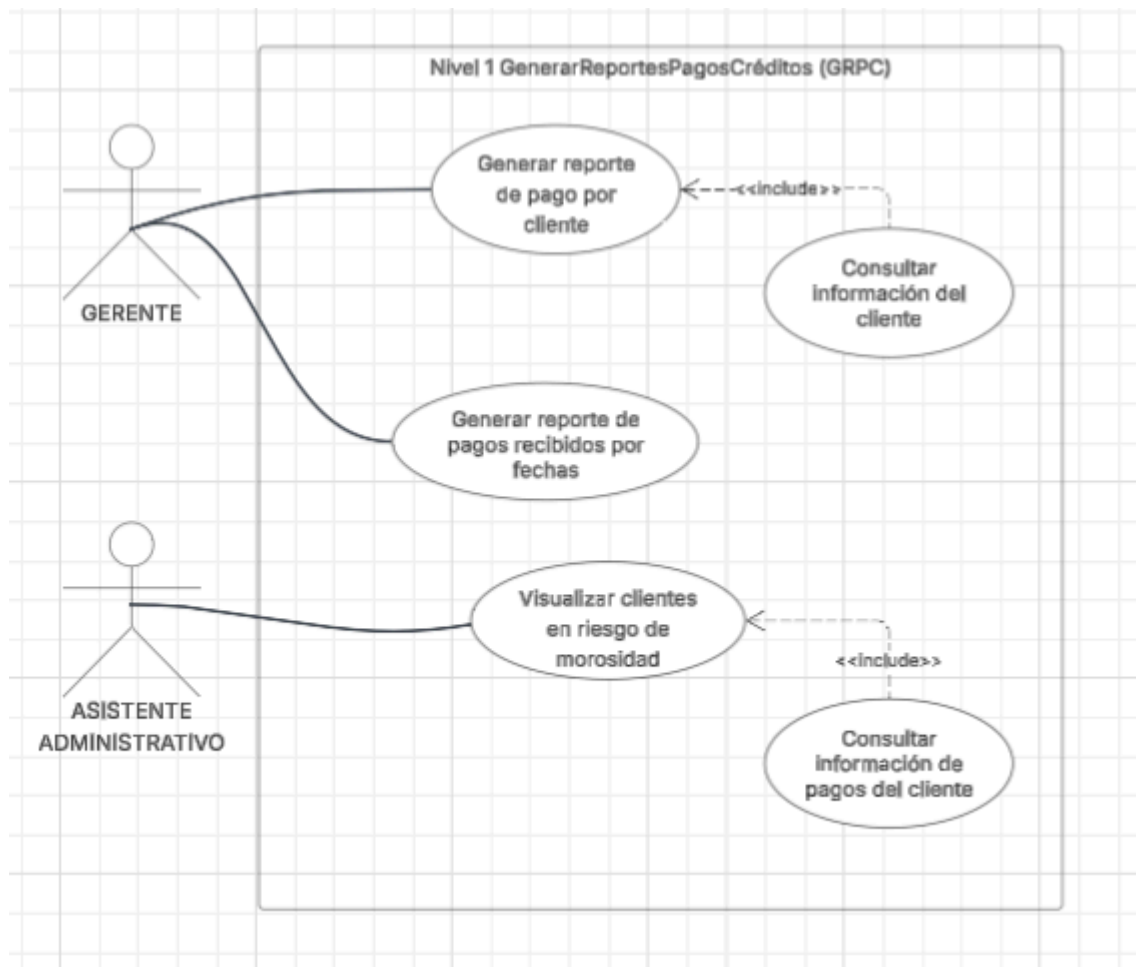 Nivel 1 GenerarReportesPagosCréditos (GRPC)
Generar reporte
de pago por
cliente
<<include>>
Consultar
información del
cliente
GERENTE
Generar reporte de
pagos recibidos por
fechas
Visualizar clientes
en riesgo de
morosidad
<<include>>
ASISTENTE
ADMINISTRATIVO
Consultar
información de
pagos del cliente